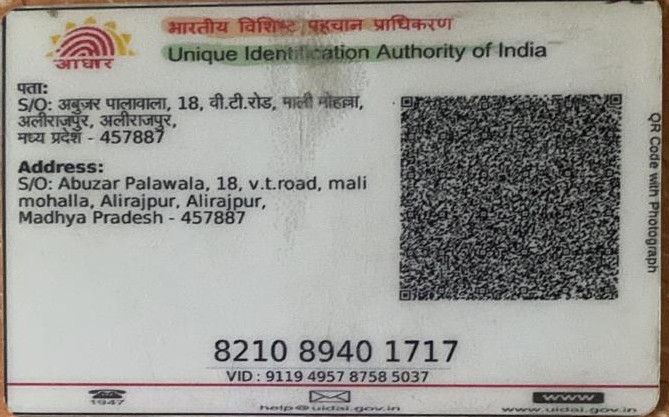 भारतीय विशिष्ट पहचान प्राधिकरण
Unique Identification Authority of India
आधार
पता:
S/O: अबुजर पालावाला, 18, वी.टी.रोड, माली मोहल्ला,
अलीराजपुर, अलीराजपुर,
मध्य प्रदेश - 457887
Address:
S/O: Abuzar Palawala, 18, v.t.road, mali
mohalla, Alirajpur, Alirajpur,
Madhya Pradesh - 457887
QR Code with Photograph
8210 8940 1717
VID : 9119 4957 8758 5037
1947
help@uidai.gov.in
www
www.uidai.gov.in